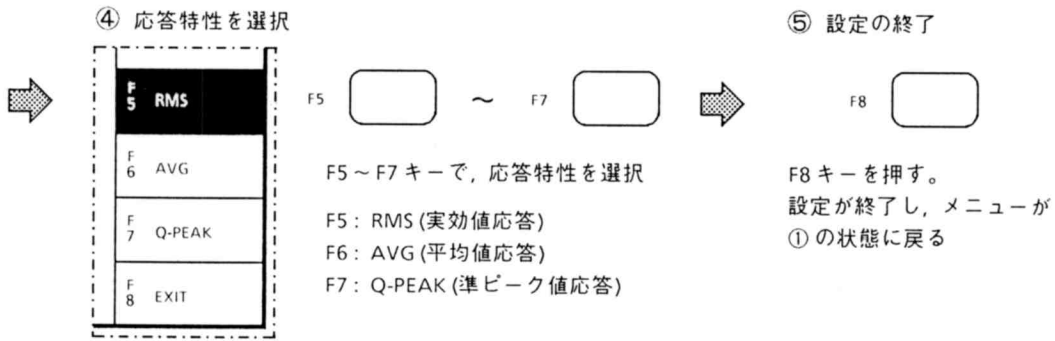 ④ 応答特性を選択
F5 RMS
F6 AVG
F7 Q-PEAK
F8 EXIT
F5 ～ F7
F5～F7キーで，応答特性を選択
F5：RMS(実効値応答)
F6：AVG(平均値応答)
F7：Q-PEAK(準ピーク値応答)
⑤ 設定の終了
F8
F8キーを押す。
設定が終了し，メニューが
①の状態に戻る